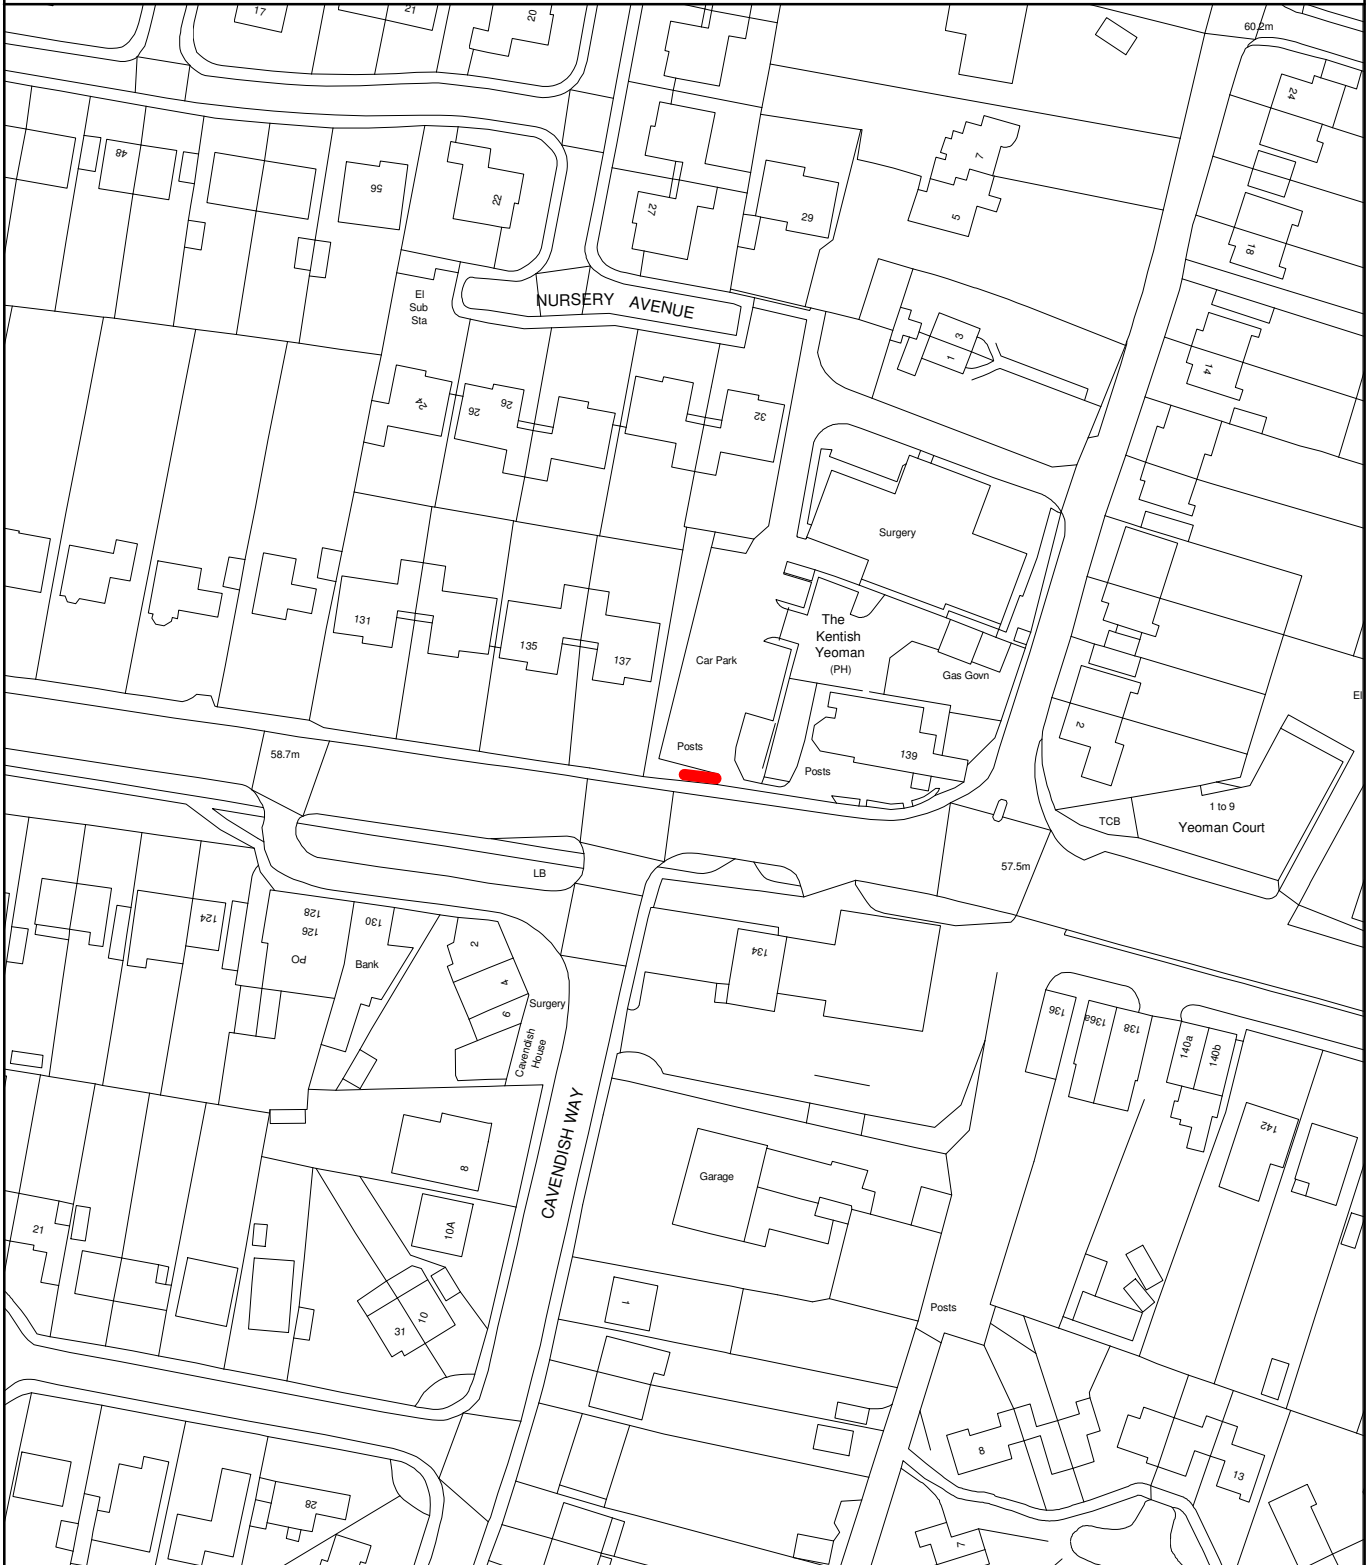 17
21
20
60.2m
24
48
56
22
27
29
7
5
18
El
Sub
Sta
NURSERY AVENUE
3
1
14
24
26
26
32
Surgery
131
135
137
Car Park
The
Kentish
Yeoman
(PH)
Gas Govn
2
El
58.7m
Posts
Posts
139
1 to 9
Yeoman Court
TCB
57.5m
LB
124
128
126
PO
130
Bank
2
4
6
Surgery
Cavendish
House
134
136
136a
138
140a
140b
142
CAVENDISH WAY
8
Garage
10A
21
10
31
1
Posts
8
13
28
7